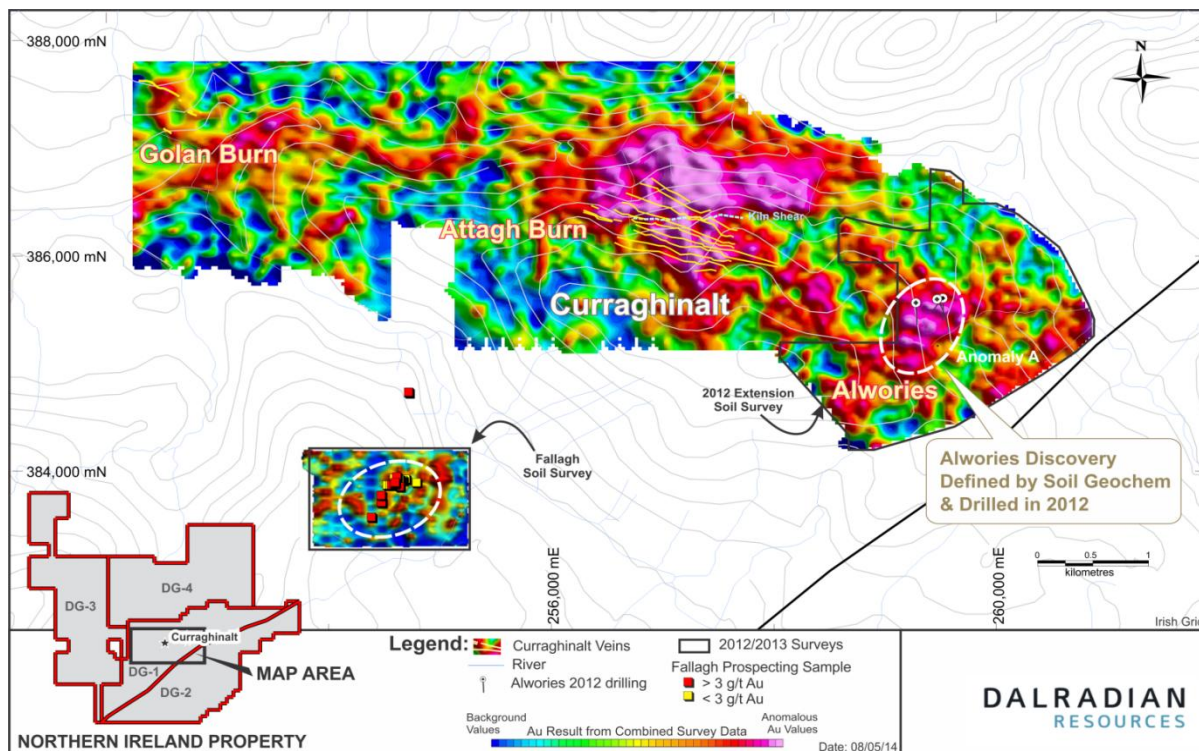 388,000 mN
N
Golan Burn
Kiln Shear
Attagh Burn
386,000 mN
Curraghinalt
Anomaly A
Alwories
2012 Extension
Soil Survey
Fallagh
Soil Survey
Alwories Discovery
Defined by Soil Geochem
& Drilled in 2012
384,000 mN
256,000 mE
260,000 mE
0 0.5 1
kilometres
Irish Grid
DG-3
DG-4
Curraghinalt
DG-1
DG-2
MAP AREA
NORTHERN IRELAND PROPERTY
Legend:
Curraghinalt Veins
River
Alwories 2012 drilling
2012/2013 Surveys
Fallagh Prospecting Sample
> 3 g/t Au
< 3 g/t Au
Background
Values
Au Result from Combined Survey Data
Anomalous
Au Values
Date: 08/05/14
DALRADIAN
RESOURCES